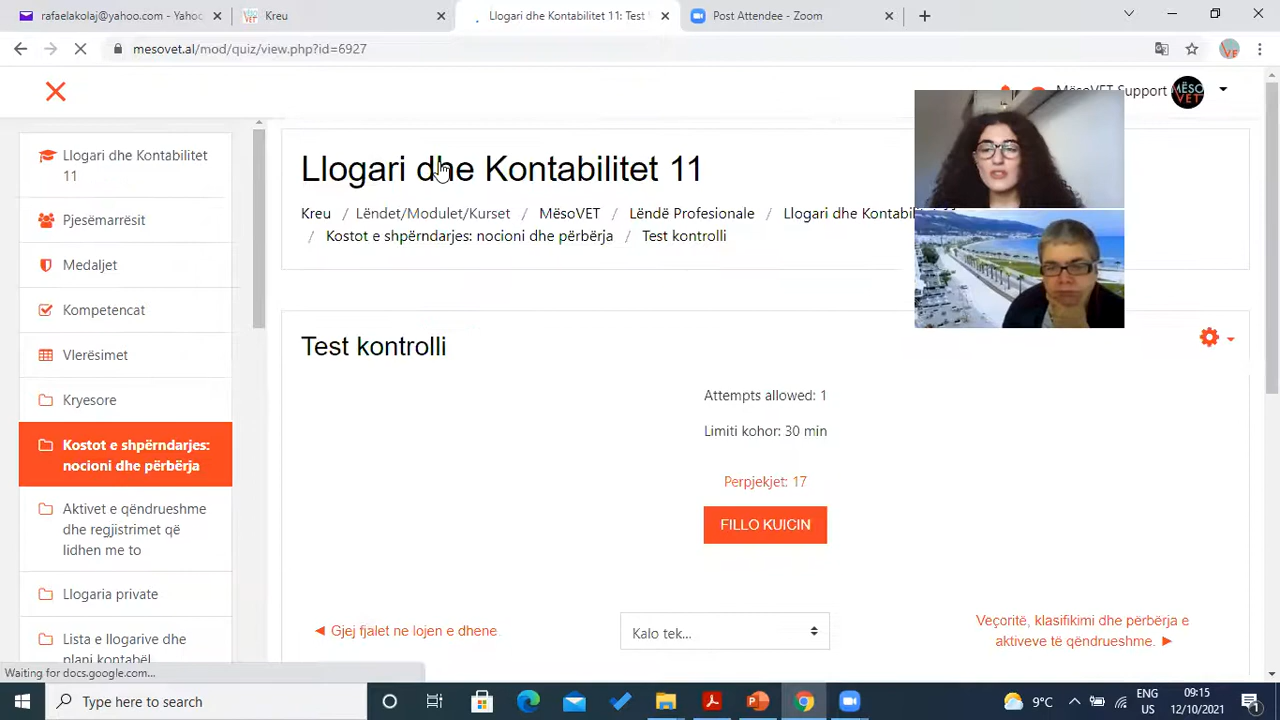 rafaelakolaj@yahoo.com - Yahoo
Kreu
Llogari dhe Kontabilitet 11: Test
Post Attendee - Zoom
mesovet.al/mod/quiz/view.php?id=6927
MësoVET Support
MËSO
VET
Llogari dhe Kontabilitet
11
Pjesëmarrësit
Medaljet
Kompetencat
Vlerësimet
Kryesore
Kostot e shpërndarjes:
nocioni dhe përbërja
Aktivet e qëndrueshme
dhe regjistrimet që
lidhen me to
Llogaria private
Lista e llogarive dhe
plani kontabël
Llogari dhe Kontabilitet 11
Kreu / Lëndet/Modulet/Kurset / MësoVET / Lëndë Profesionale / Llogari dhe Kontabil
/ Kostot e shpërndarjes: nocioni dhe përbërja / Test kontrolli
Test kontrolli
Attempts allowed: 1
Limiti kohor: 30 min
Perpjekjet: 17
FILLO KUICIN
◄ Gjej fjalet ne lojen e dhene.
Kalo tek...
Veçoritë, klasifikimi dhe përbërja e
aktiveve të qëndrueshme. ►
Waiting for docs.google.com...
Type here to search
9°C
ENG
US
09:15
12/10/2021